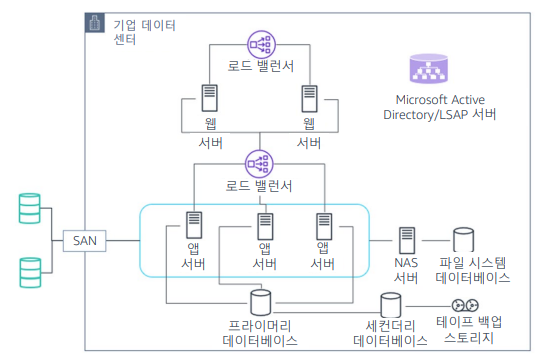 기업 데이터
센터
로드 밸런서
웹
서버
웹
서버
Microsoft Active
Directory/LSAP 서버
로드 밸런서
앱
서버
앱
서버
앱
서버
SAN
NAS
서버
파일 시스템
데이터베이스
프라이머리
데이터베이스
세컨더리
데이터베이스
테이프 백업
스토리지